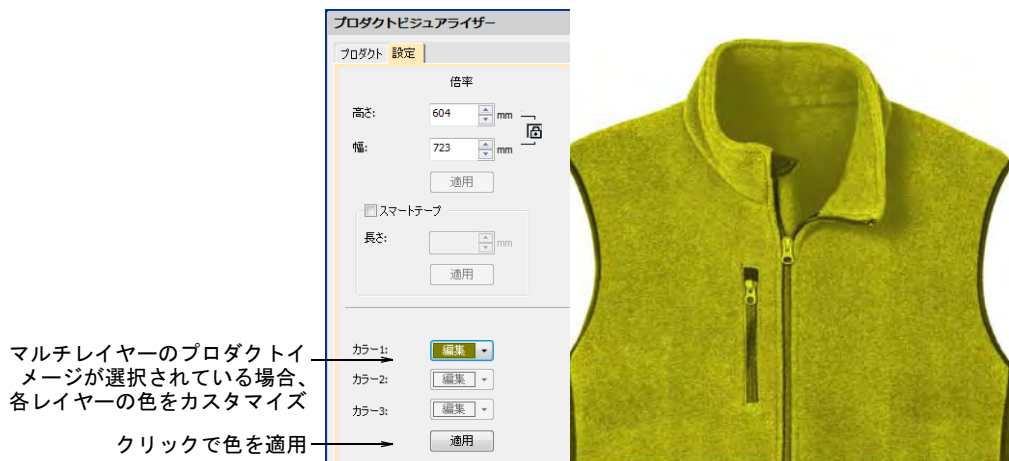 プロダクトビジュアライザー
プロダクト 設定
倍率
高さ: 604 mm
幅: 723 mm
適用
スマートテープ
長さ: mm
適用
カラー1: 編集
カラー2: 編集
カラー3: 編集
適用
マルチレイヤーのプロダクトイ
メージが選択されている場合、
各レイヤーの色をカスタマイズ
クリックで色を適用